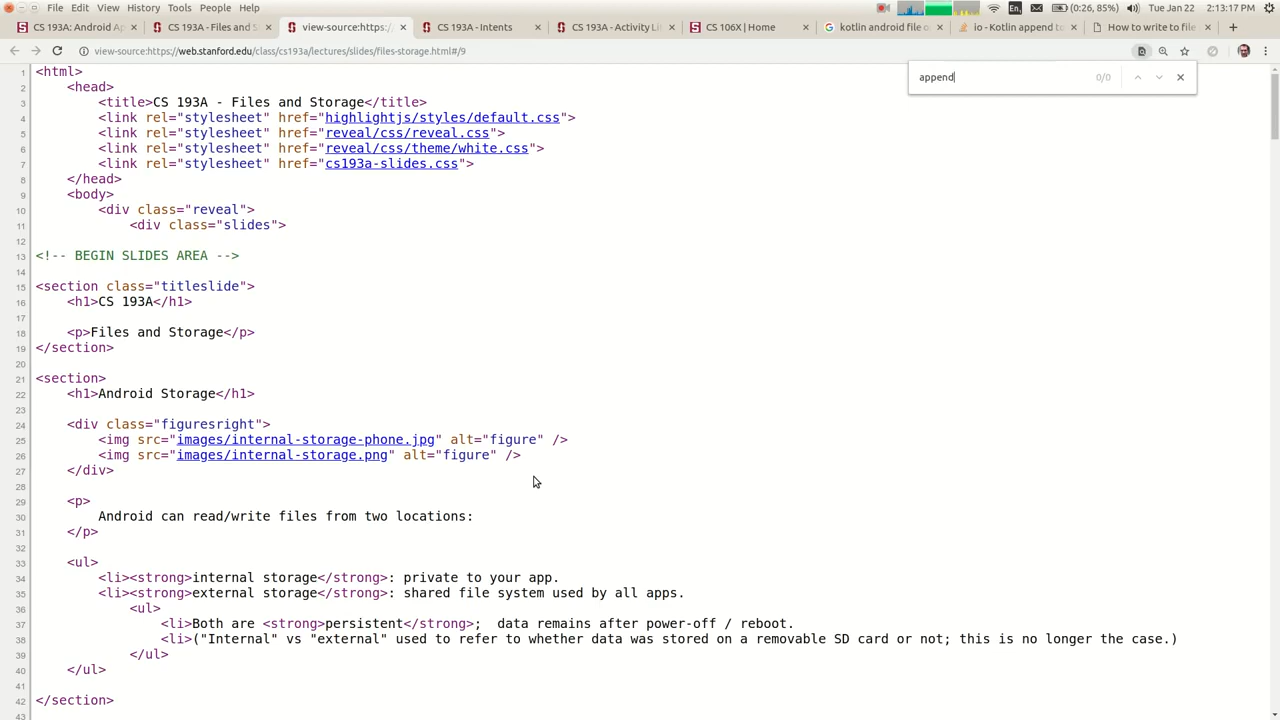 File Edit View History Tools People Help
En, (0:26, 85%) Tue Jan 22 2:13:17 PM
CS 193A: Android Ap
CS 193A - Files and S
view-source:https:/
CS 193A - Intents
CS 193A - Activity Li
CS 106X | Home
kotlin android file o
io - Kotlin append to
How to write to file
view-source:https://web.stanford.edu/class/cs193a/lectures/slides/files-storage.html#/9
append 0/0
1 <html>
2 <head>
3 <title>CS 193A - Files and Storage</title>
4 <link rel="stylesheet" href="highlightjs/styles/default.css">
5 <link rel="stylesheet" href="reveal/css/reveal.css">
6 <link rel="stylesheet" href="reveal/css/theme/white.css">
7 <link rel="stylesheet" href="cs193a-slides.css">
8 </head>
9 <body>
10 <div class="reveal">
11 <div class="slides">
12
13 <!-- BEGIN SLIDES AREA -->
14
15 <section class="titleslide">
16 <h1>CS 193A</h1>
17
18 <p>Files and Storage</p>
19 </section>
20
21 <section>
22 <h1>Android Storage</h1>
23
24 <div class="figuresright">
25 <img src="images/internal-storage-phone.jpg" alt="figure" />
26 <img src="images/internal-storage.png" alt="figure" />
27 </div>
28
29 <p>
30 Android can read/write files from two locations:
31 </p>
32
33 <ul>
34 <li><strong>internal storage</strong>: private to your app.
35 <li><strong>external storage</strong>: shared file system used by all apps.
36 <ul>
37 <li>Both are <strong>persistent</strong>;  data remains after power-off / reboot.
38 <li>("Internal" vs "external" used to refer to whether data was stored on a removable SD card or not; this is no longer the case.)
39 </ul>
40 </ul>
41
42 </section>
43